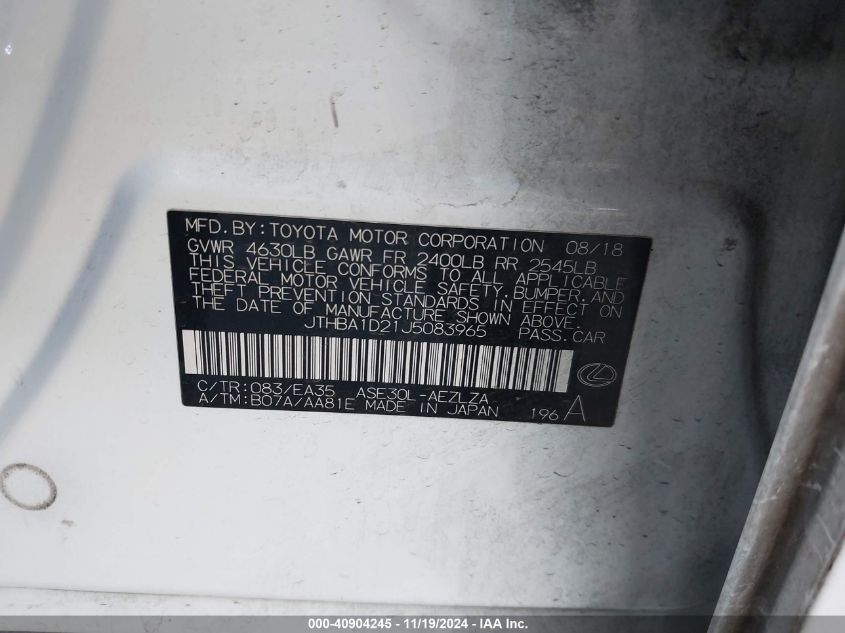 MFD. BY: TOYOTA MOTOR CORPORATION 08/18
GVWR 4630LB GAWR FR 2400LB RR 2545LB
THIS VEHICLE CONFORMS TO ALL APPLICABLE
FEDERAL MOTOR VEHICLE SAFETY, BUMPER, AND
THEFT PREVENTION STANDARDS IN EFFECT ON
THE DATE OF MANUFACTURE SHOWN ABOVE.
JTHBA1D21J5083965 PASS.CAR
C/TR:083/EA35 ASE30L-AEZLZA
A/TM:B07A/AA81E MADE IN JAPAN 196 A
000-40904245 - 11/19/2024 - IAA Inc.